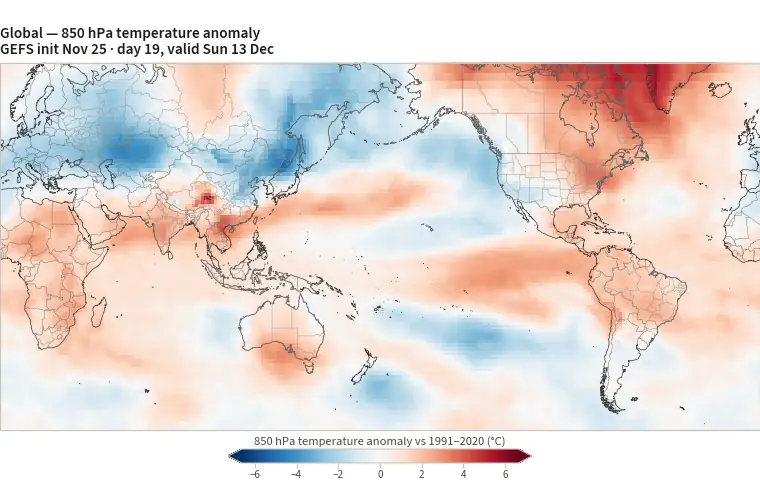 Global — 850 hPa temperature anomaly
GEFS init Nov 25 · day 19, valid Sun 13 Dec
850 hPa temperature anomaly vs 1991–2020 (°C)
−6 −4 −2 0 2 4 6